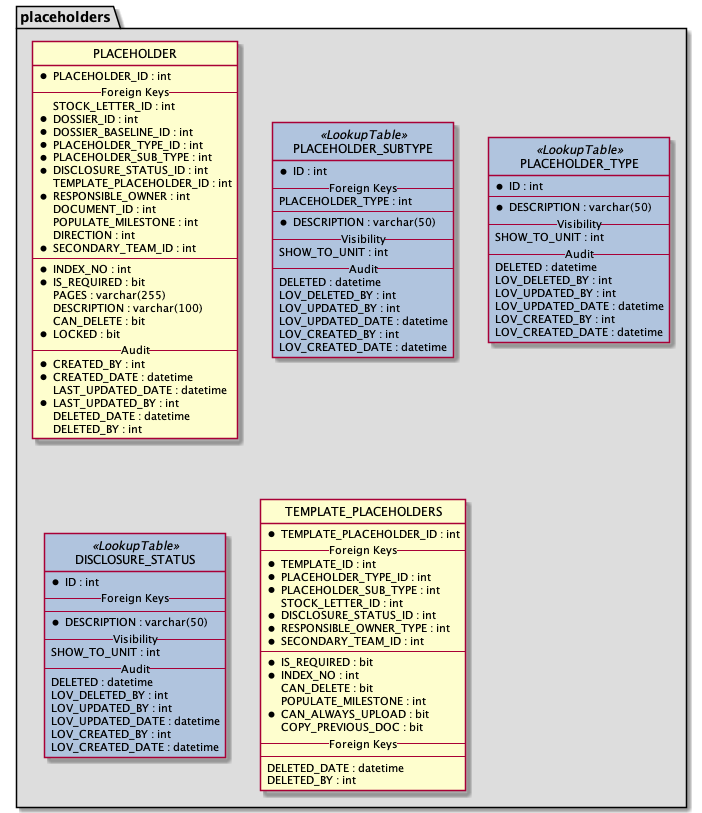 placeholders
PLACEHOLDER
PLACEHOLDER_ID : int
Foreign Keys
STOCK_LETTER_ID : int
DOSSIER_ID : int
DOSSIER_BASELINE_ID : int
PLACEHOLDER_TYPE_ID : int
PLACEHOLDER_SUB_TYPE : int
DISCLOSURE_STATUS_ID : int
TEMPLATE_PLACEHOLDER_ID : int
RESPONSIBLE_OWNER : int
DOCUMENT_ID : int
POPULATE_MILESTONE : int
DIRECTION : int
SECONDARY_TEAM_ID : int
INDEX_NO : int
IS_REQUIRED : bit
PAGES : varchar(255)
DESCRIPTION : varchar(100)
CAN_DELETE : bit
LOCKED : bit
Audit
CREATED_BY : int
CREATED_DATE : datetime
LAST_UPDATED_DATE : datetime
LAST_UPDATED_BY : int
DELETED_DATE : datetime
DELETED_BY : int
«LookupTable»
PLACEHOLDER_SUBTYPE
ID : int
Foreign Keys
PLACEHOLDER_TYPE : int
DESCRIPTION : varchar(50)
Visibility
SHOW_TO_UNIT : int
Audit
DELETED : datetime
LOV_DELETED_BY : int
LOV_UPDATED_BY : int
LOV_UPDATED_DATE : datetime
LOV_CREATED_BY : int
LOV_CREATED_DATE : datetime
«LookupTable»
PLACEHOLDER_TYPE
ID : int
DESCRIPTION : varchar(50)
Visibility
SHOW_TO_UNIT : int
Audit
DELETED : datetime
LOV_DELETED_BY : int
LOV_UPDATED_BY : int
LOV_UPDATED_DATE : datetime
LOV_CREATED_BY : int
LOV_CREATED_DATE : datetime
«LookupTable»
DISCLOSURE_STATUS
ID : int
Foreign Keys
DESCRIPTION : varchar(50)
Visibility
SHOW_TO_UNIT : int
Audit
DELETED : datetime
LOV_DELETED_BY : int
LOV_UPDATED_BY : int
LOV_UPDATED_DATE : datetime
LOV_CREATED_BY : int
LOV_CREATED_DATE : datetime
TEMPLATE_PLACEHOLDERS
TEMPLATE_PLACEHOLDER_ID : int
Foreign Keys
TEMPLATE_ID : int
PLACEHOLDER_TYPE_ID : int
PLACEHOLDER_SUB_TYPE : int
STOCK_LETTER_ID : int
DISCLOSURE_STATUS_ID : int
RESPONSIBLE_OWNER_TYPE : int
SECONDARY_TEAM_ID : int
IS_REQUIRED : bit
INDEX_NO : int
CAN_DELETE : bit
POPULATE_MILESTONE : int
CAN_ALWAYS_UPLOAD : bit
COPY_PREVIOUS_DOC : bit
Foreign Keys
DELETED_DATE : datetime
DELETED_BY : int